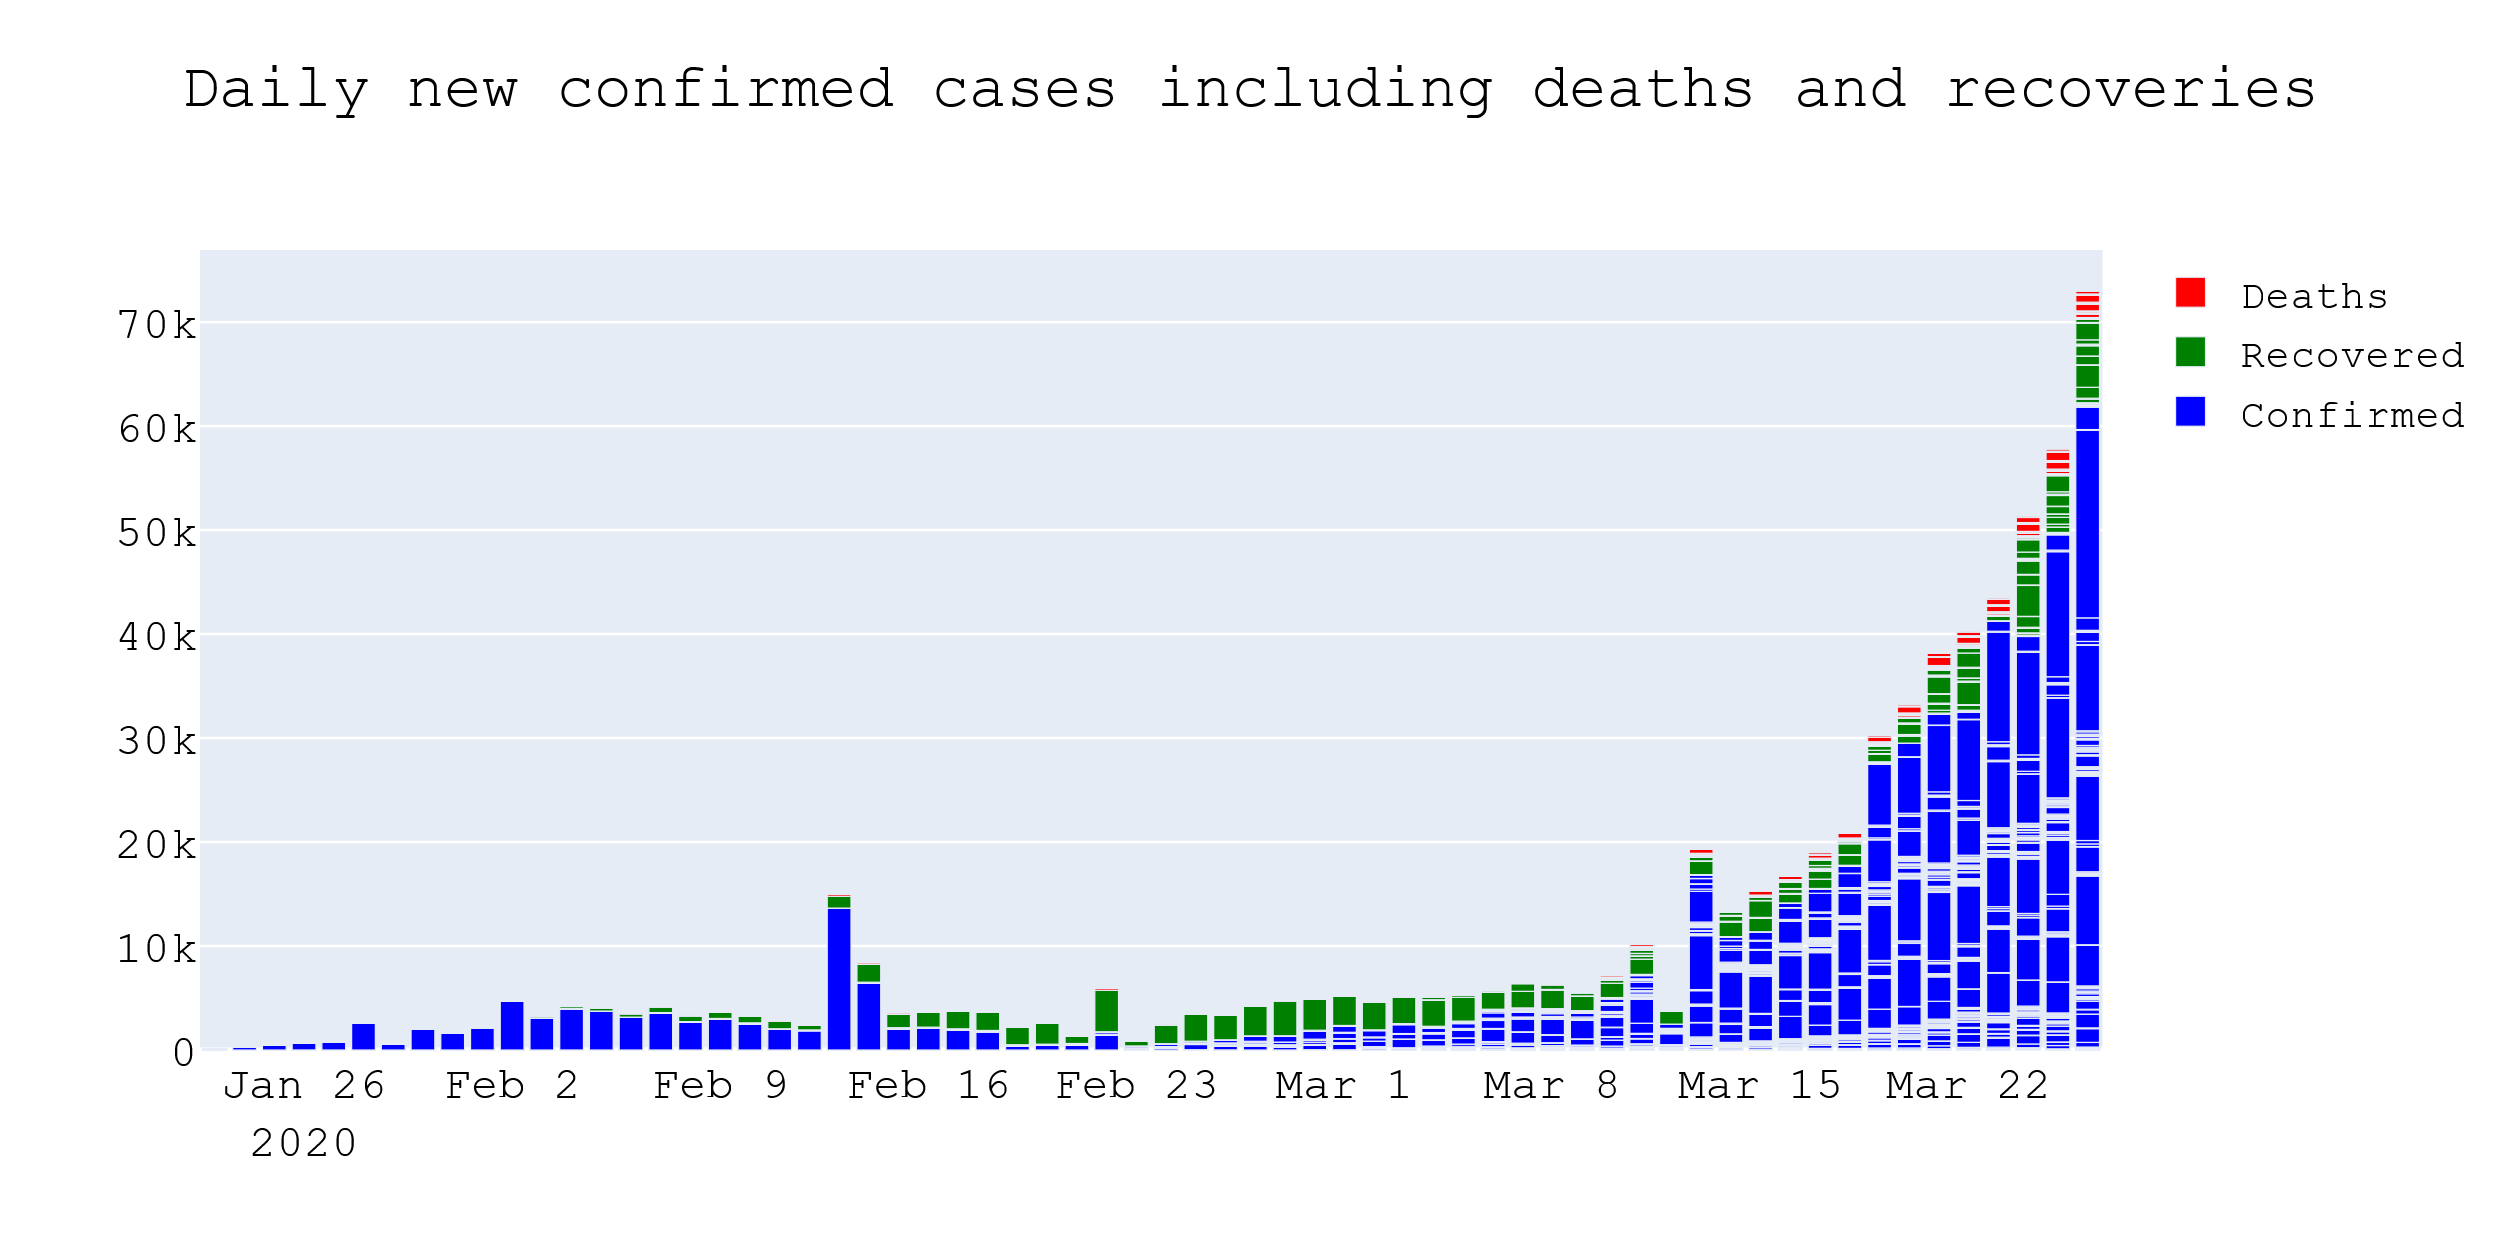 Daily new confirmed cases including deaths and recoveries
Deaths
Recovered
Confirmed
70k
60k
50k
40k
30k
20k
10k
0
Jan 26 Feb 2 Feb 9 Feb 16 Feb 23 Mar 1 Mar 8 Mar 15 Mar 22
2020